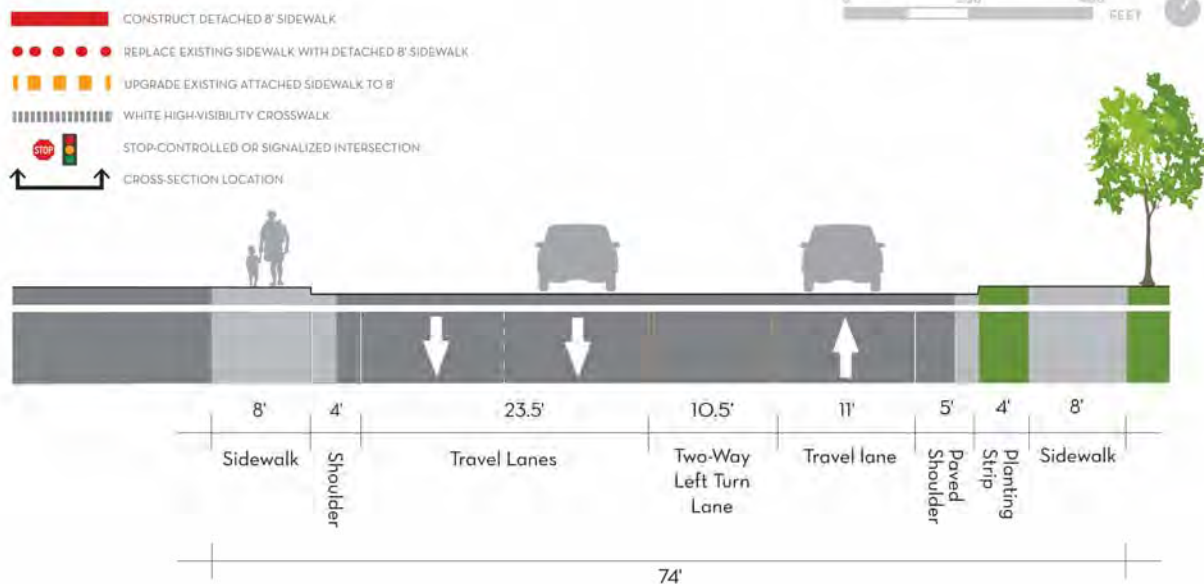 CONSTRUCT DETACHED 8' SIDEWALK
REPLACE EXISTING SIDEWALK WITH DETACHED 8' SIDEWALK
UPGRADE EXISTING ATTACHED SIDEWALK TO 8'
WHITE HIGH-VISIBILITY CROSSWALK
STOP
STOP-CONTROLLED OR SIGNALIZED INTERSECTION
CROSS-SECTION LOCATION
FEET
8'
4'
23.5'
10.5'
11'
5'
4'
8'
Sidewalk
Shoulder
Travel Lanes
Two-Way
Left Turn
Lane
Travel lane
Paved
Shoulder
Planting
Strip
Sidewalk
74'